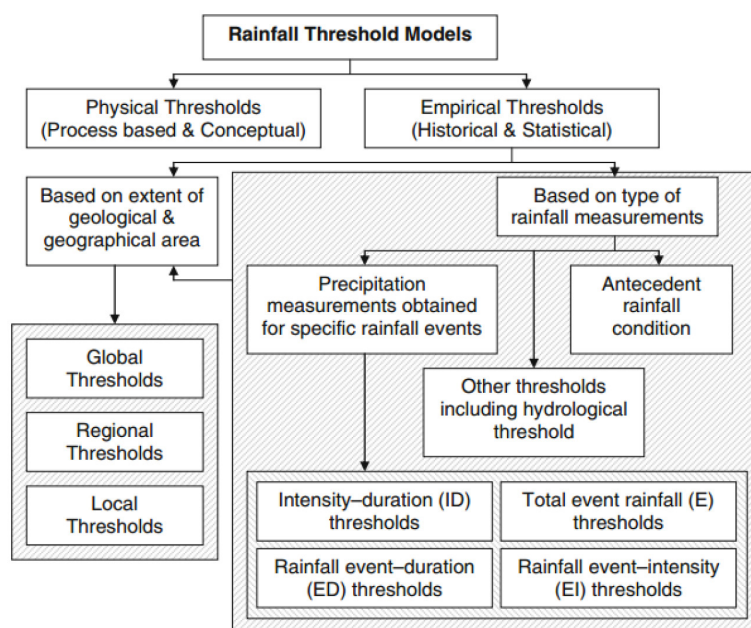 Rainfall Threshold Models
Physical Thresholds
(Process based & Conceptual)
Empirical Thresholds
(Historical & Statistical)
Based on extent of
geological &
geographical area
Based on type of
rainfall measurements
Precipitation
measurements obtained
for specific rainfall events
Antecedent
rainfall
condition
Global
Thresholds
Regional
Thresholds
Local
Thresholds
Other thresholds
including hydrological
threshold
Intensity–duration (ID)
thresholds
Total event rainfall (E)
thresholds
Rainfall event–duration
(ED) thresholds
Rainfall event–intensity
(EI) thresholds